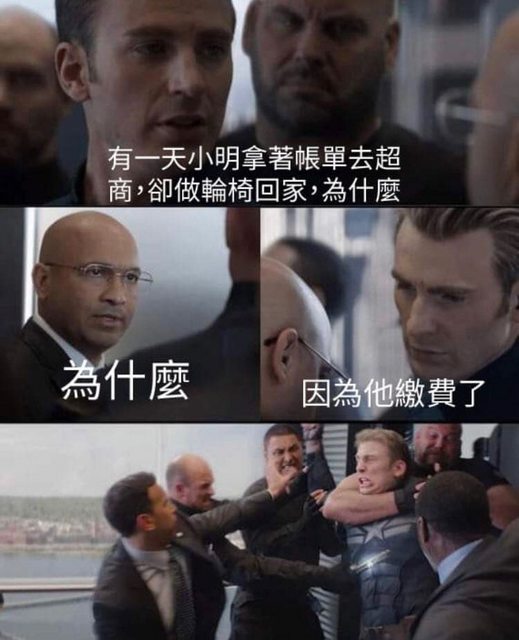 有一天小明拿著帳單去超
商，卻做輪椅回家，為什麼
為什麼
因為他繳費了